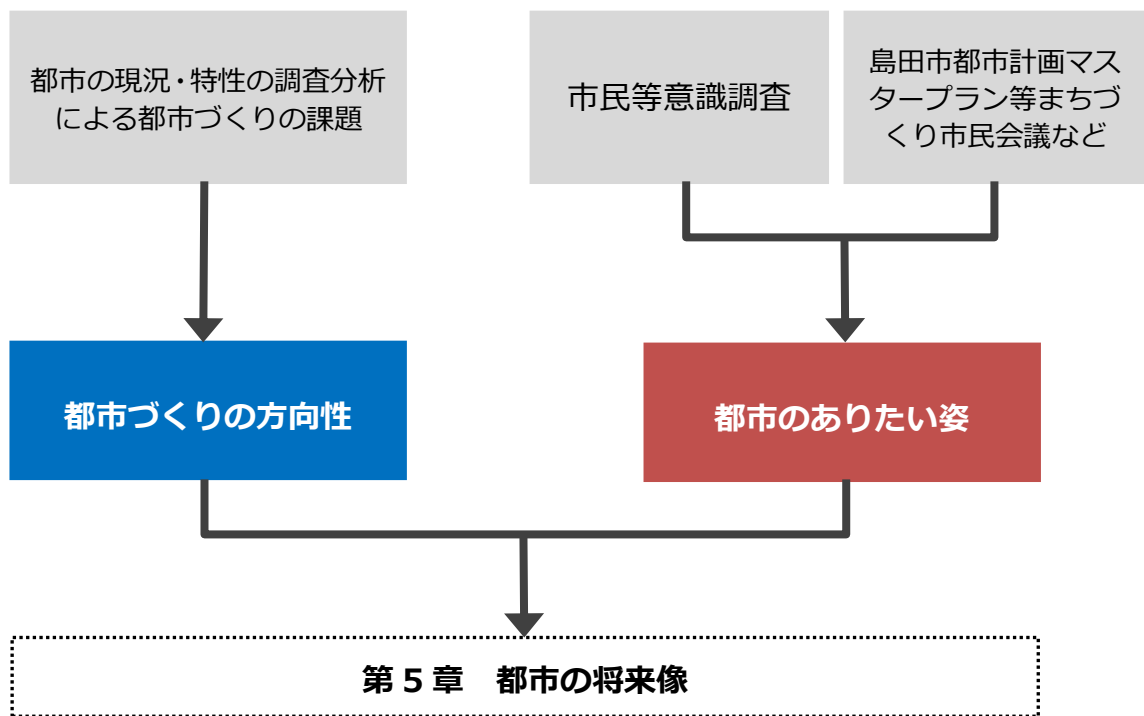 都市の現況・特性の調査分析
による都市づくりの課題
市民等意識調査
島田市都市計画マス
タープラン等まちづ
くり市民会議など
都市づくりの方向性
都市のありたい姿
第5章　都市の将来像